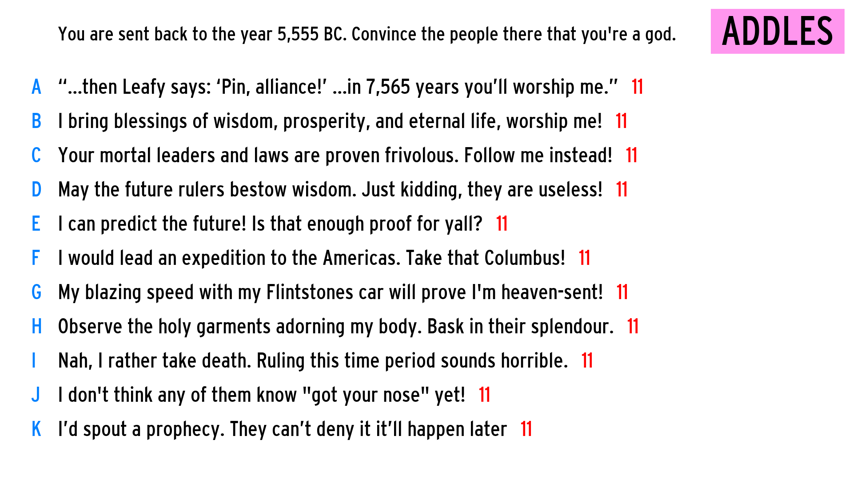 You are sent back to the year 5,555 BC. Convince the people there that you're a god.
ADDLES
A “...then Leafy says: ‘Pin, alliance!’ ...in 7,565 years you’ll worship me.” 11
B I bring blessings of wisdom, prosperity, and eternal life, worship me! 11
C Your mortal leaders and laws are proven frivolous. Follow me instead! 11
D May the future rulers bestow wisdom. Just kidding, they are useless! 11
E I can predict the future! Is that enough proof for yall? 11
F I would lead an expedition to the Americas. Take that Columbus! 11
G My blazing speed with my Flintstones car will prove I'm heaven-sent! 11
H Observe the holy garments adorning my body. Bask in their splendour. 11
I Nah, I rather take death. Ruling this time period sounds horrible. 11
J I don't think any of them know "got your nose" yet! 11
K I’d spout a prophecy. They can’t deny it it’ll happen later 11